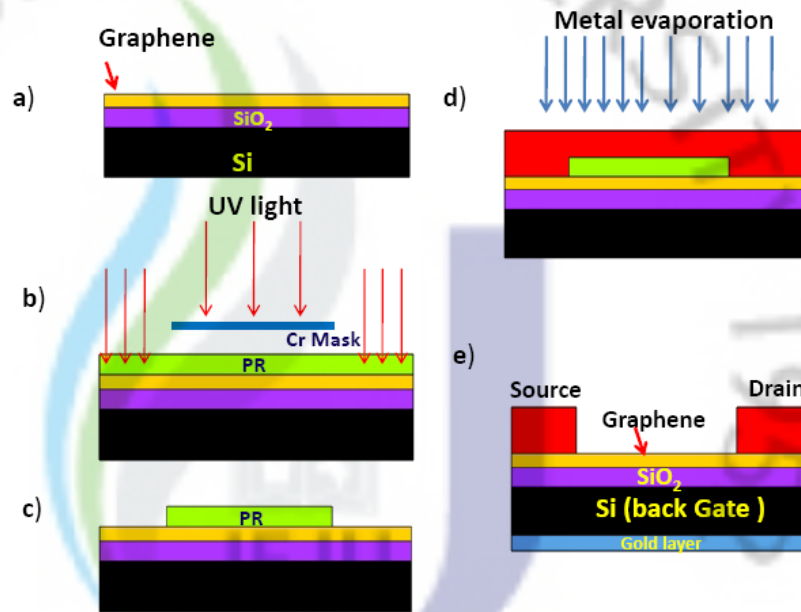 Graphene
a)
SiO₂
Si
UV light
b)
Cr Mask
PR
c)
PR
Metal evaporation
d)
e)
Source
Drain
Graphene
SiO₂
Si (back Gate )
Gold layer